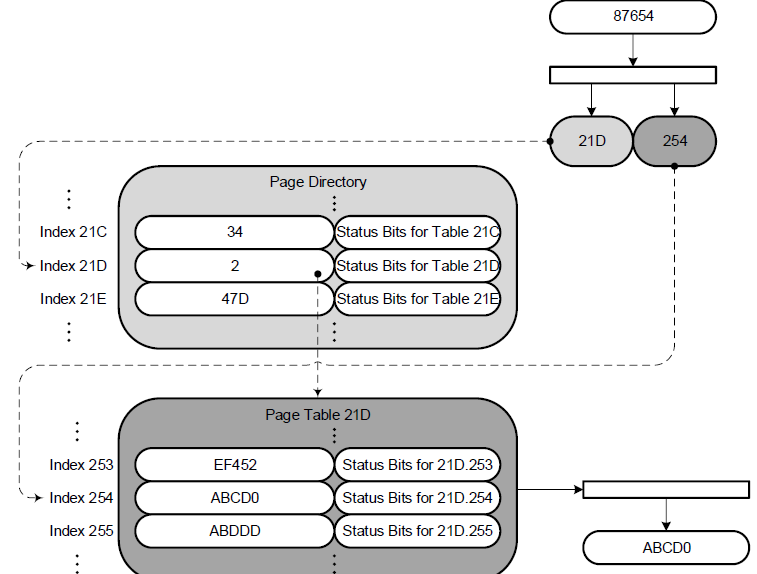 87654
21D 254
Page Directory
Index 21C 34 Status Bits for Table 21C
Index 21D 2 Status Bits for Table 21D
Index 21E 47D Status Bits for Table 21E
Page Table 21D
Index 253 EF452 Status Bits for 21D.253
Index 254 ABCD0 Status Bits for 21D.254
Index 255 ABDDD Status Bits for 21D.255
ABCD0